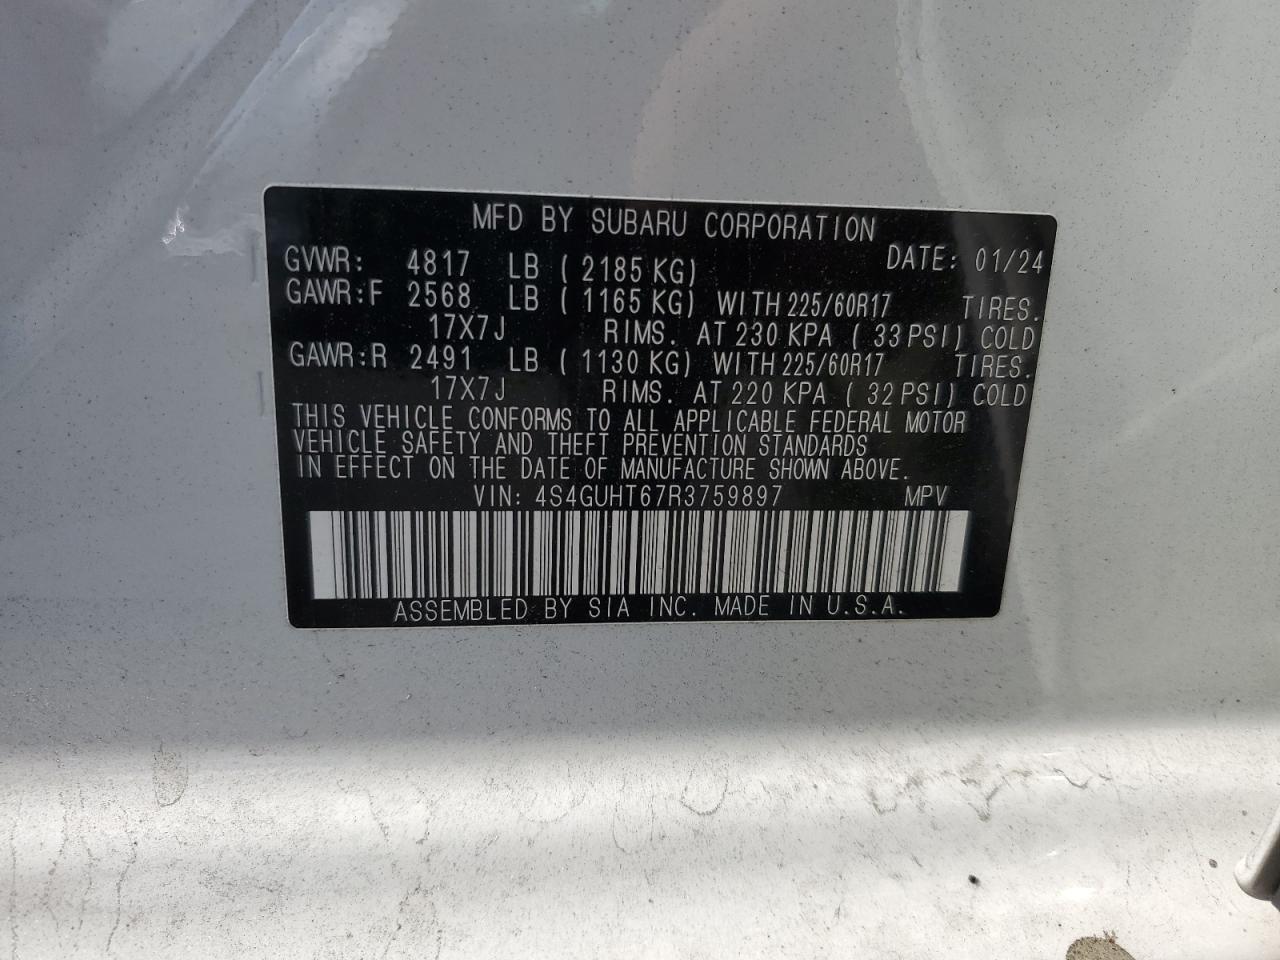 MFD BY SUBARU CORPORATION
GVWR: 4817 LB ( 2185 KG) DATE: 01/24
GAWR:F 2568 LB ( 1165 KG) WITH 225/60R17 TIRES.
17X7J RIMS. AT 230 KPA ( 33 PSI) COLD
GAWR:R 2491 LB ( 1130 KG) WITH 225/60R17 TIRES.
17X7J RIMS. AT 220 KPA ( 32 PSI) COLD
THIS VEHICLE CONFORMS TO ALL APPLICABLE FEDERAL MOTOR
VEHICLE SAFETY AND THEFT PREVENTION STANDARDS
IN EFFECT ON THE DATE OF MANUFACTURE SHOWN ABOVE.
VIN: 4S4GUHT67R3759897 MPV
ASSEMBLED BY SIA INC. MADE IN U.S.A.